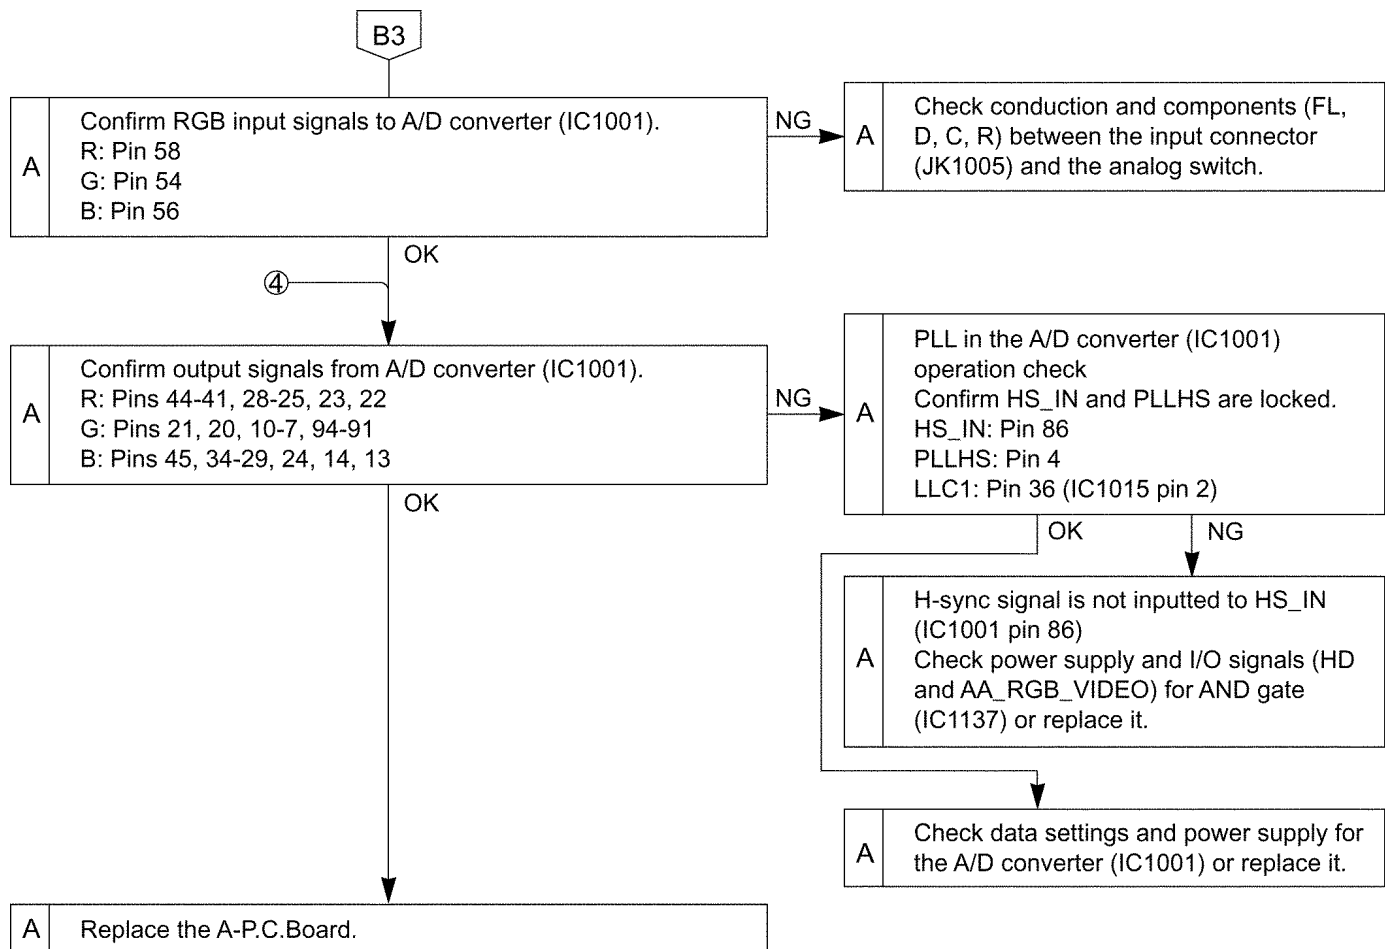 B3
A
Confirm RGB input signals to A/D converter (IC1001).
R: Pin 58
G: Pin 54
B: Pin 56
NG
A
Check conduction and components (FL,
D, C, R) between the input connector
(JK1005) and the analog switch.
OK
④
A
Confirm output signals from A/D converter (IC1001).
R: Pins 44-41, 28-25, 23, 22
G: Pins 21, 20, 10-7, 94-91
B: Pins 45, 34-29, 24, 14, 13
NG
A
PLL in the A/D converter (IC1001)
operation check
Confirm HS_IN and PLLHS are locked.
HS_IN: Pin 86
PLLHS: Pin 4
LLC1: Pin 36 (IC1015 pin 2)
OK
OK
NG
A
H-sync signal is not inputted to HS_IN
(IC1001 pin 86)
Check power supply and I/O signals (HD
and AA_RGB_VIDEO) for AND gate
(IC1137) or replace it.
A
Check data settings and power supply for
the A/D converter (IC1001) or replace it.
A
Replace the A-P.C.Board.